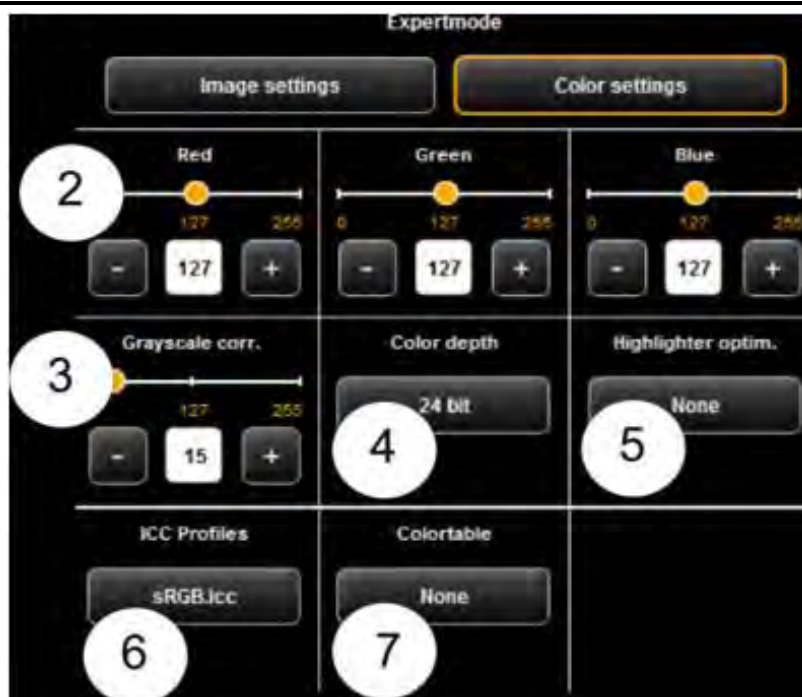 Expertmode
Image settings Color settings
Red Green Blue
2
127 255 0 127 255 0 127 255
- 127 + - 127 + - 127 +
Grayscale corr. Color depth Highlighter optim.
3
24 bit None
127 255
4 5
- 15 +
ICC Profiles Colortable
sRGB.icc None
6 7